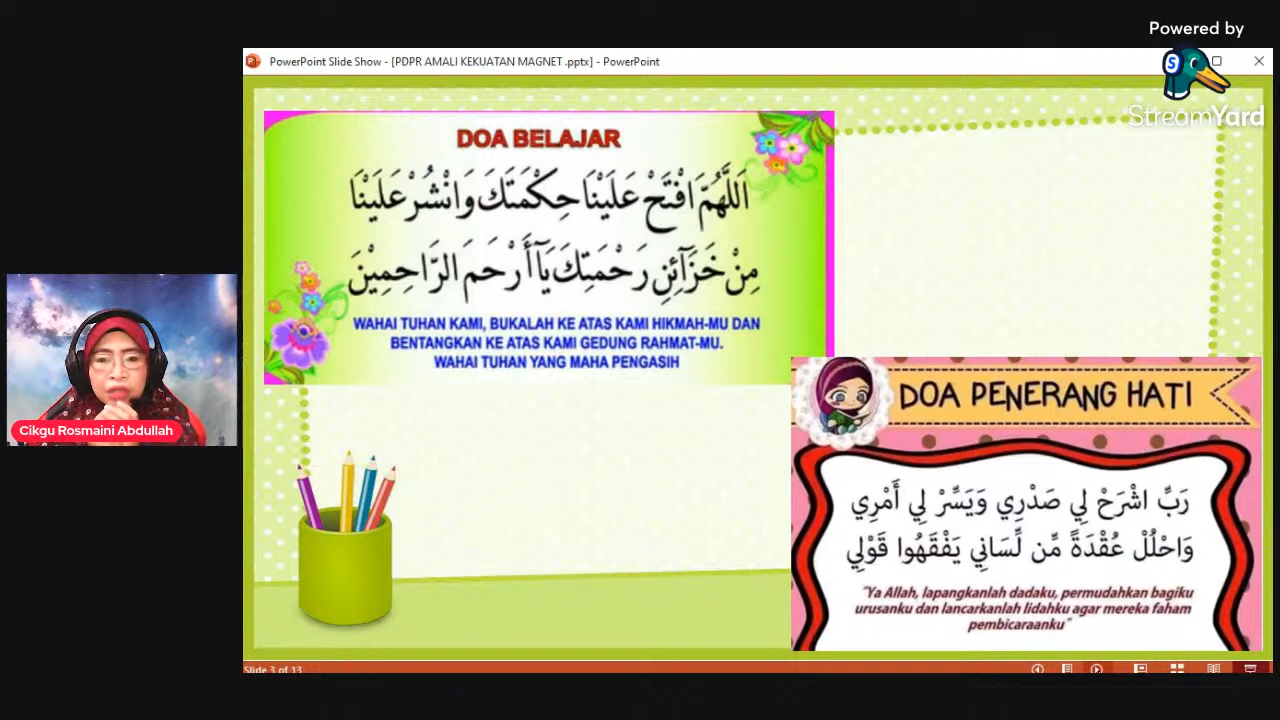 Powered by
StreamYard
PowerPoint Slide Show - [PDPR AMALI KEKUATAN MAGNET .pptx] - PowerPoint
DOA BELAJAR
اَللَّهُمَّ افْتَحْ عَلَيْنَا حِكْمَتَكَ وَانْشُرْ عَلَيْنَا
مِنْ خَزَآئِنِ رَحْمَتِكَ يَآ أَرْحَمَ الرَّاحِمِيْنَ
WAHAI TUHAN KAMI, BUKALAH KE ATAS KAMI HIKMAH-MU DAN
BENTANGKAN KE ATAS KAMI GEDUNG RAHMAT-MU.
WAHAI TUHAN YANG MAHA PENGASIH
DOA PENERANG HATI
رَبِّ اشْرَحْ لِي صَدْرِي وَيَسِّرْ لِي أَمْرِي
وَاحْلُلْ عُقْدَةً مِّن لِّسَانِي يَفْقَهُوا قَوْلِي
"Ya Allah, lapangkanlah dadaku, permudahkan bagiku
urusanku dan lancarkanlah lidahku agar mereka faham
pembicaraanku"
Cikgu Rosmaini Abdullah
Slide 3 of 13